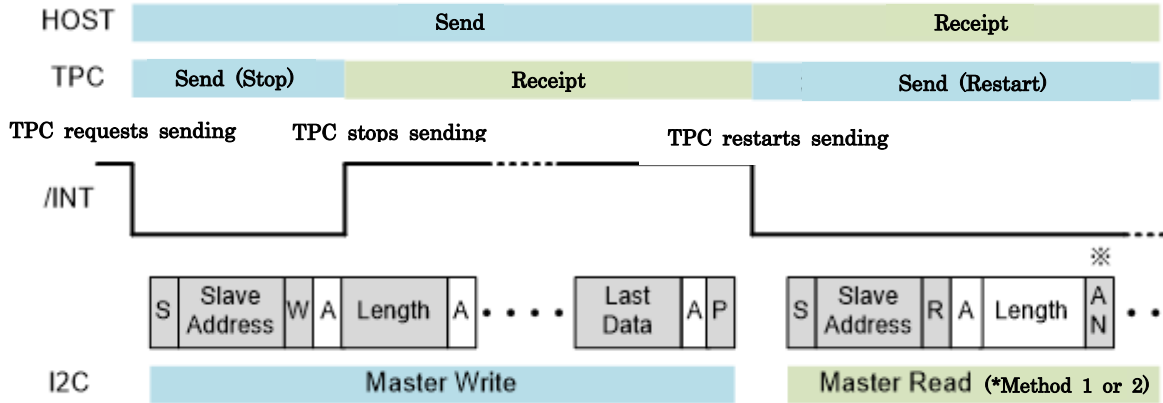 HOST Send Receipt
TPC Send (Stop) Receipt Send (Restart)
TPC requests sending TPC stops sending TPC restarts sending
/INT
※
S Slave Address W A Length A • • • • Last Data A P S Slave Address R A Length A N • •
I2C Master Write Master Read (*Method 1 or 2)